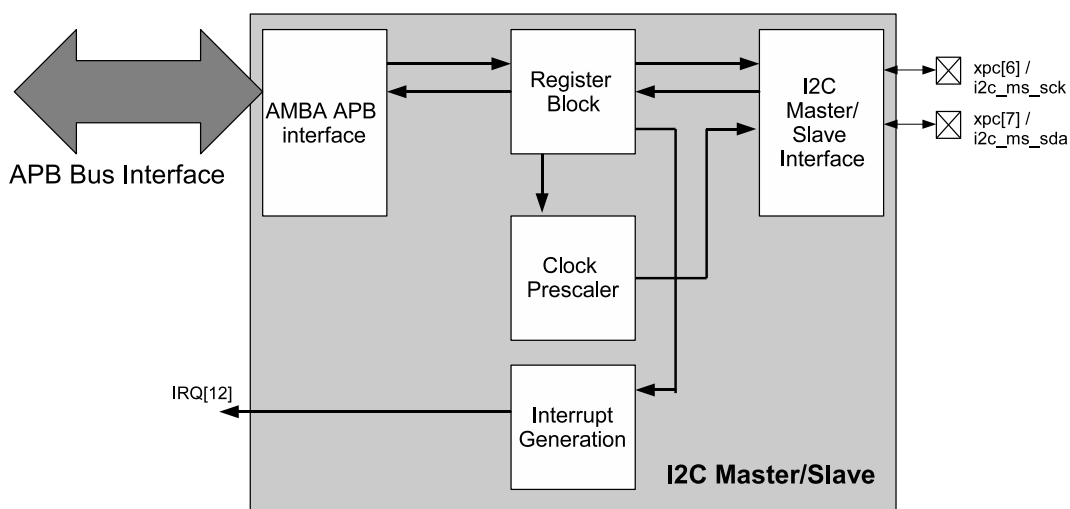 APB Bus Interface
AMBA APB
interface
Register
Block
I2C
Master/
Slave
Interface
xpc[6] /
i2c_ms_sck
xpc[7] /
i2c_ms_sda
Clock
Prescaler
IRQ[12]
Interrupt
Generation
I2C Master/Slave